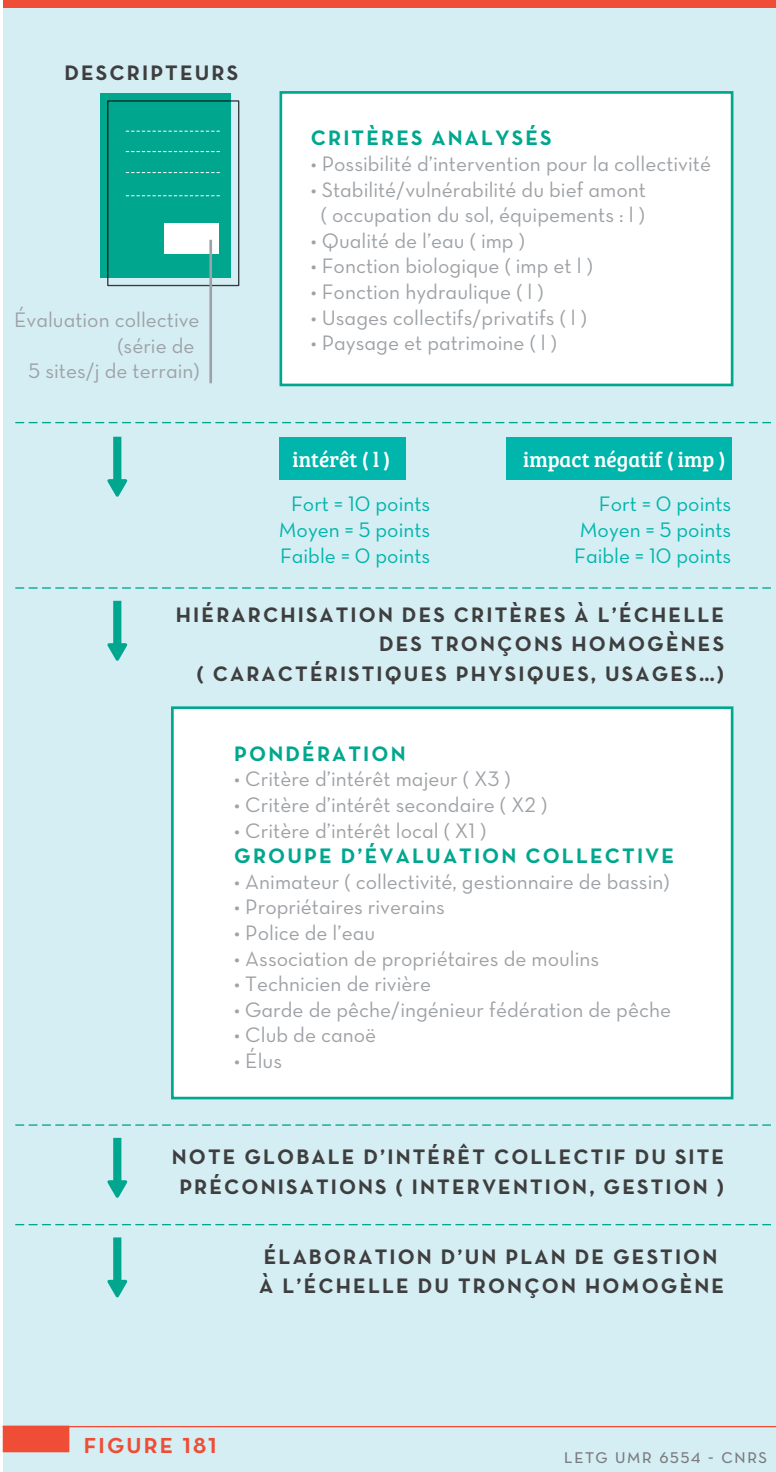 DESCRIPTEURS
CRITÈRES ANALYSÉS
• Possibilité d'intervention pour la collectivité
• Stabilité/vulnérabilité du bief amont
( occupation du sol, équipements : l )
• Qualité de l'eau ( imp )
• Fonction biologique ( imp et l )
• Fonction hydraulique ( l )
• Usages collectifs/privatifs ( l )
• Paysage et patrimoine ( l )
Évaluation collective
(série de
5 sites/j de terrain)
intérêt ( l )
Fort = 10 points
Moyen = 5 points
Faible = 0 points
impact négatif ( imp )
Fort = 0 points
Moyen = 5 points
Faible = 10 points
HIÉRARCHISATION DES CRITÈRES À L'ÉCHELLE
DES TRONÇONS HOMOGÈNES
( CARACTÉRISTIQUES PHYSIQUES, USAGES…)
PONDÉRATION
• Critère d'intérêt majeur ( X3 )
• Critère d'intérêt secondaire ( X2 )
• Critère d'intérêt local ( X1 )
GROUPE D'ÉVALUATION COLLECTIVE
• Animateur ( collectivité, gestionnaire de bassin)
• Propriétaires riverains
• Police de l'eau
• Association de propriétaires de moulins
• Technicien de rivière
• Garde de pêche/ingénieur fédération de pêche
• Club de canoë
• Élus
NOTE GLOBALE D'INTÉRÊT COLLECTIF DU SITE
PRÉCONISATIONS ( INTERVENTION, GESTION )
ÉLABORATION D'UN PLAN DE GESTION
À L'ÉCHELLE DU TRONÇON HOMOGÈNE
FIGURE 181
LETG UMR 6554 - CNRS